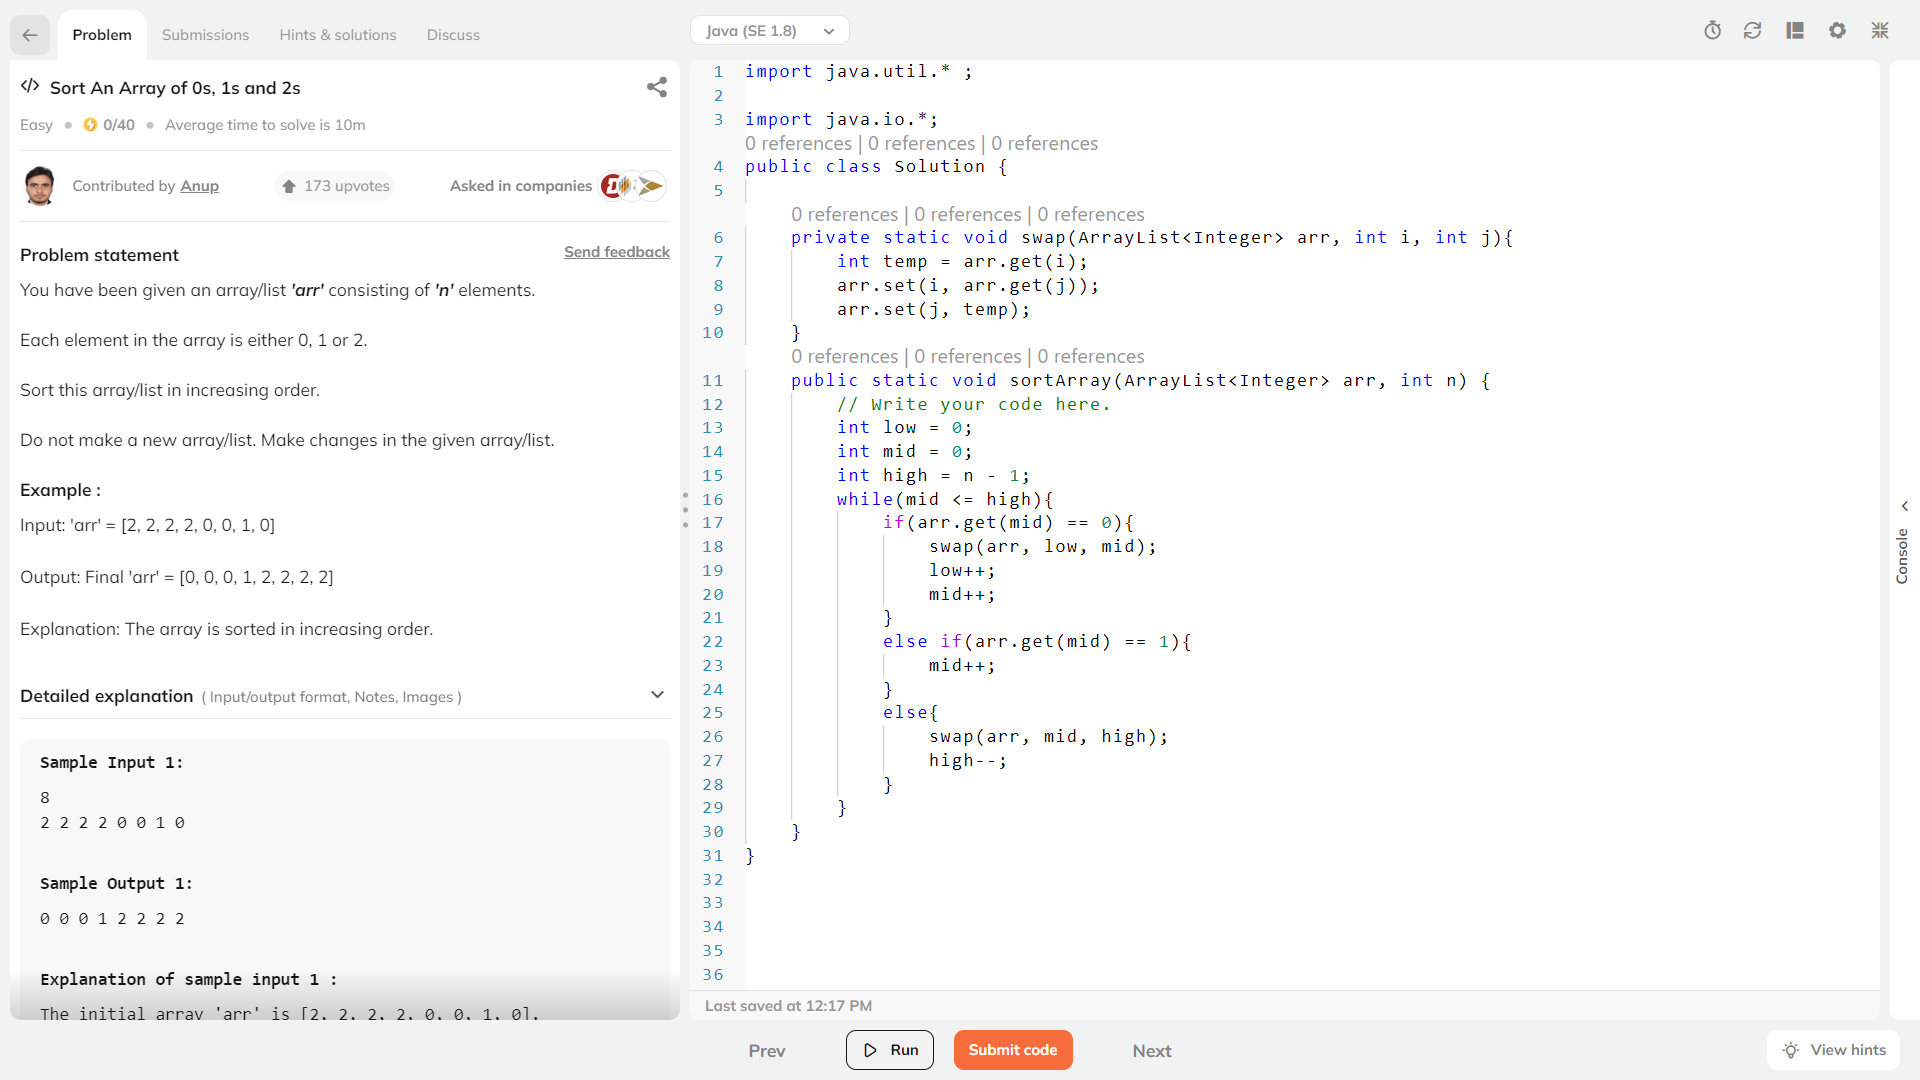 Problem
Submissions
Hints & solutions
Discuss
Sort An Array of 0s, 1s and 2s
Easy
0/40
Average time to solve is 10m
Contributed by Anup
173 upvotes
Asked in companies
Problem statement
Send feedback
You have been given an array/list 'arr' consisting of 'n' elements.
Each element in the array is either 0, 1 or 2.
Sort this array/list in increasing order.
Do not make a new array/list. Make changes in the given array/list.
Example :
Input: 'arr' = [2, 2, 2, 2, 0, 0, 1, 0]
Output: Final 'arr' = [0, 0, 0, 1, 2, 2, 2, 2]
Explanation: The array is sorted in increasing order.
Detailed explanation ( Input/output format, Notes, Images )
Sample Input 1:
8
2 2 2 2 0 0 1 0
Sample Output 1:
0 0 0 1 2 2 2 2
Explanation of sample input 1 :
The initial array 'arr' is [2, 2, 2, 2, 0, 0, 1, 0].
Java (SE 1.8)
1 import java.util.* ;
2
3 import java.io.*;
0 references | 0 references | 0 references
4 public class Solution {
5
0 references | 0 references | 0 references
6 private static void swap(ArrayList<Integer> arr, int i, int j){
7 int temp = arr.get(i);
8 arr.set(i, arr.get(j));
9 arr.set(j, temp);
10 }
0 references | 0 references | 0 references
11 public static void sortArray(ArrayList<Integer> arr, int n) {
12 // Write your code here.
13 int low = 0;
14 int mid = 0;
15 int high = n - 1;
16 while(mid <= high){
17 if(arr.get(mid) == 0){
18 swap(arr, low, mid);
19 low++;
20 mid++;
21 }
22 else if(arr.get(mid) == 1){
23 mid++;
24 }
25 else{
26 swap(arr, mid, high);
27 high--;
28 }
29 }
30 }
31 }
32
33
34
35
36
Last saved at 12:17 PM
Console
Prev
Run
Submit code
Next
View hints